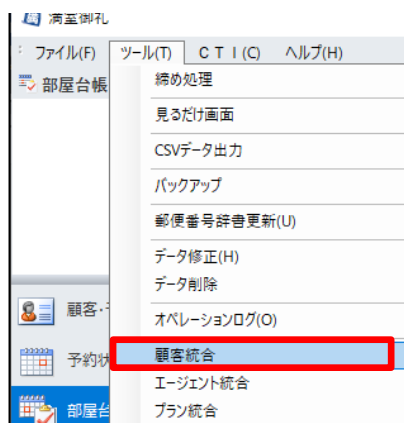 満室御礼
ファイル(F) ツール(T) CTI(C) ヘルプ(H)
部屋台帳
締め処理
見るだけ画面
CSVデータ出力
バックアップ
郵便番号辞書更新(U)
データ修正(H)
データ削除
オペレーションログ(O)
顧客統合
エージェント統合
プラン統合
顧客・
予約状
部屋台